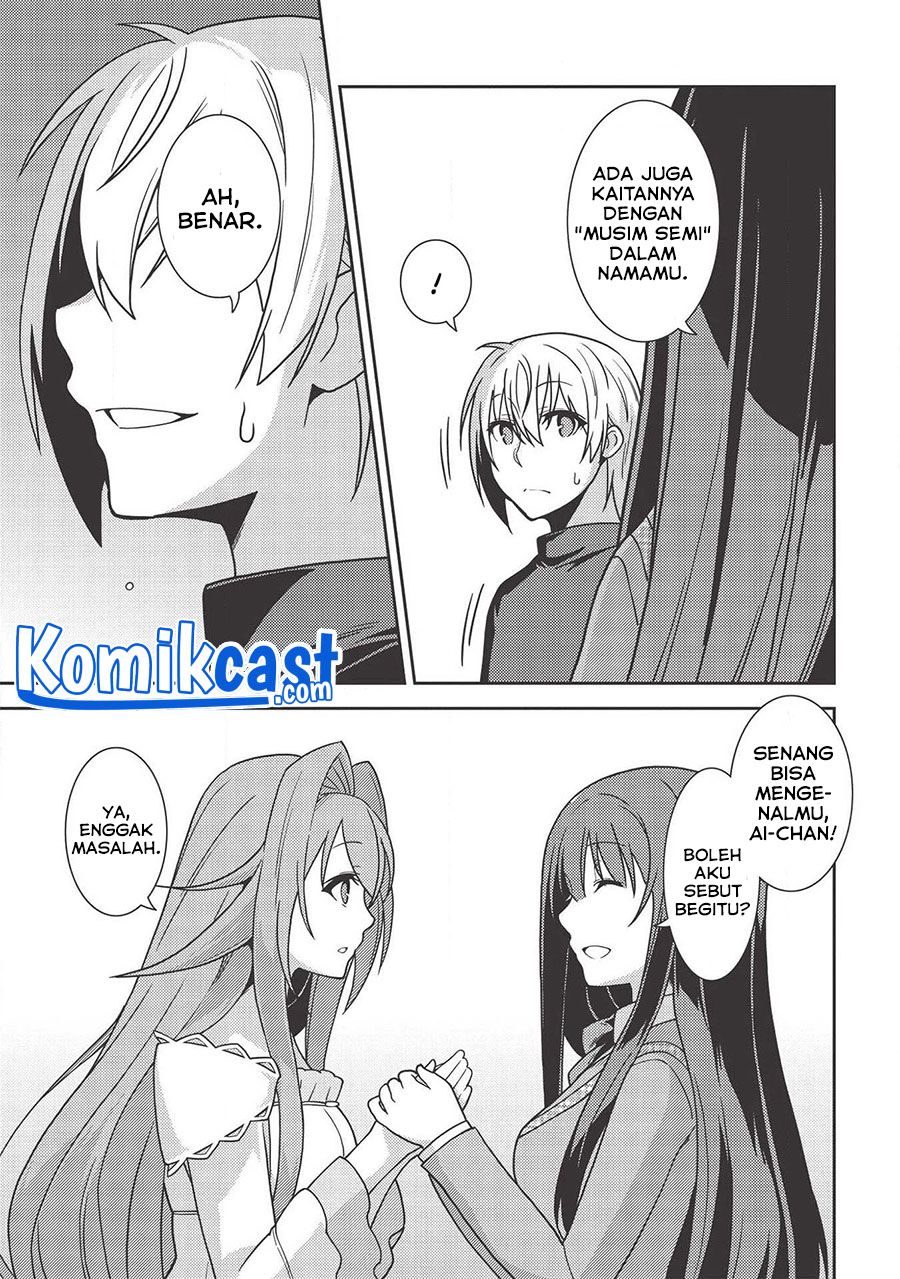 ADA JUGA
KAITANNYA
DENGAN
"MUSIM SEMI"
DALAM
NAMAMU.
!
AH,
BENAR.
Komikcast
.com
SENANG
BISA
MENGE-
NALMU,
AI-CHAN!
BOLEH
AKU
SEBUT
BEGITU?
YA,
ENGGAK
MASALAH.